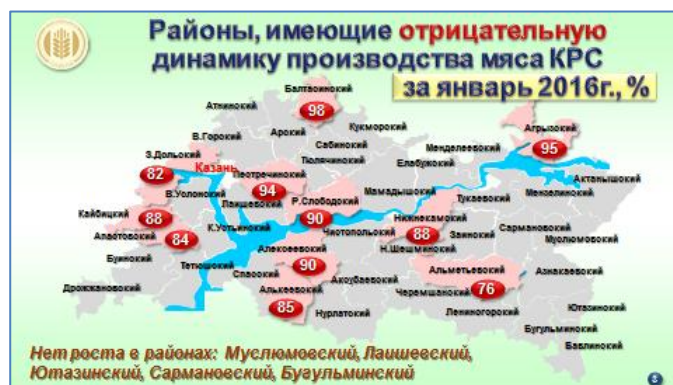 Районы, имеющие отрицательную
динамику производства мяса КРС
за январь 2016г., %
Балтасинский
98
Атнинский
Кукморский
Агрызский
В.Горский
Арский
Сабинский
Менделеевский
95
З.Дольский
Казань
Тюлячинский
Елабужский
82
Пестречинский
Актанышский
94
В.Услонский
Р.Слободский
Мамадышский
Тукаевский
Мензелинский
Лаишевский
Кайбицкий
88
90
Нижнекамский
Апастовский
84
К.Устьинский
Чистопольский
88
Заинский
Сармановский
Муслюмовский
Алексеевский
Н.Шешминский
Буинский
Тетюшский
90
Спасский
Альметьевский
Азнакаевский
Аксубаевский
76
Дрожжановский
Алькеевский
Черемшанский
85
Нурлатский
Лениногорский
Ютазинский
Бугульминский
Бавлинский
Нет роста в районах: Муслюмовский, Лаишевский,
Ютазинский, Сармановский, Бугульминский